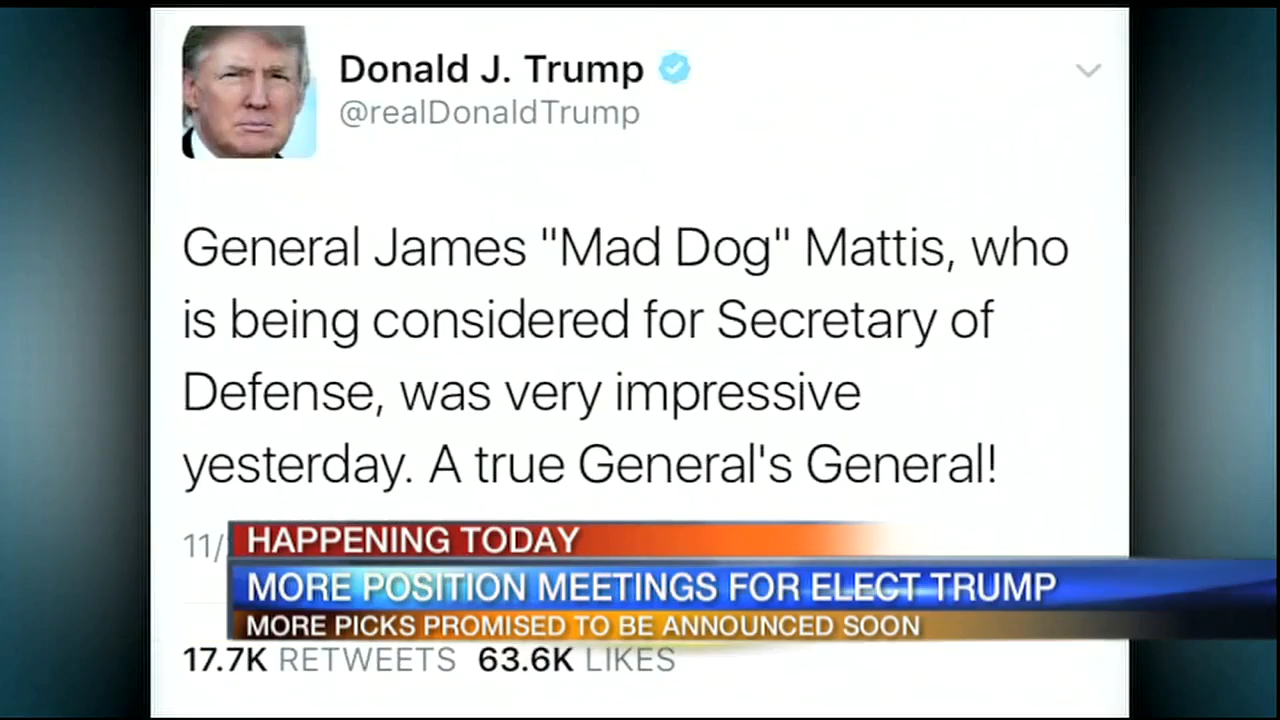 Donald J. Trump
@realDonaldTrump
General James "Mad Dog" Mattis, who
is being considered for Secretary of
Defense, was very impressive
yesterday. A true General's General!
11/
HAPPENING TODAY
MORE POSITION MEETINGS FOR ELECT TRUMP
MORE PICKS PROMISED TO BE ANNOUNCED SOON
17.7K RETWEETS 63.6K LIKES